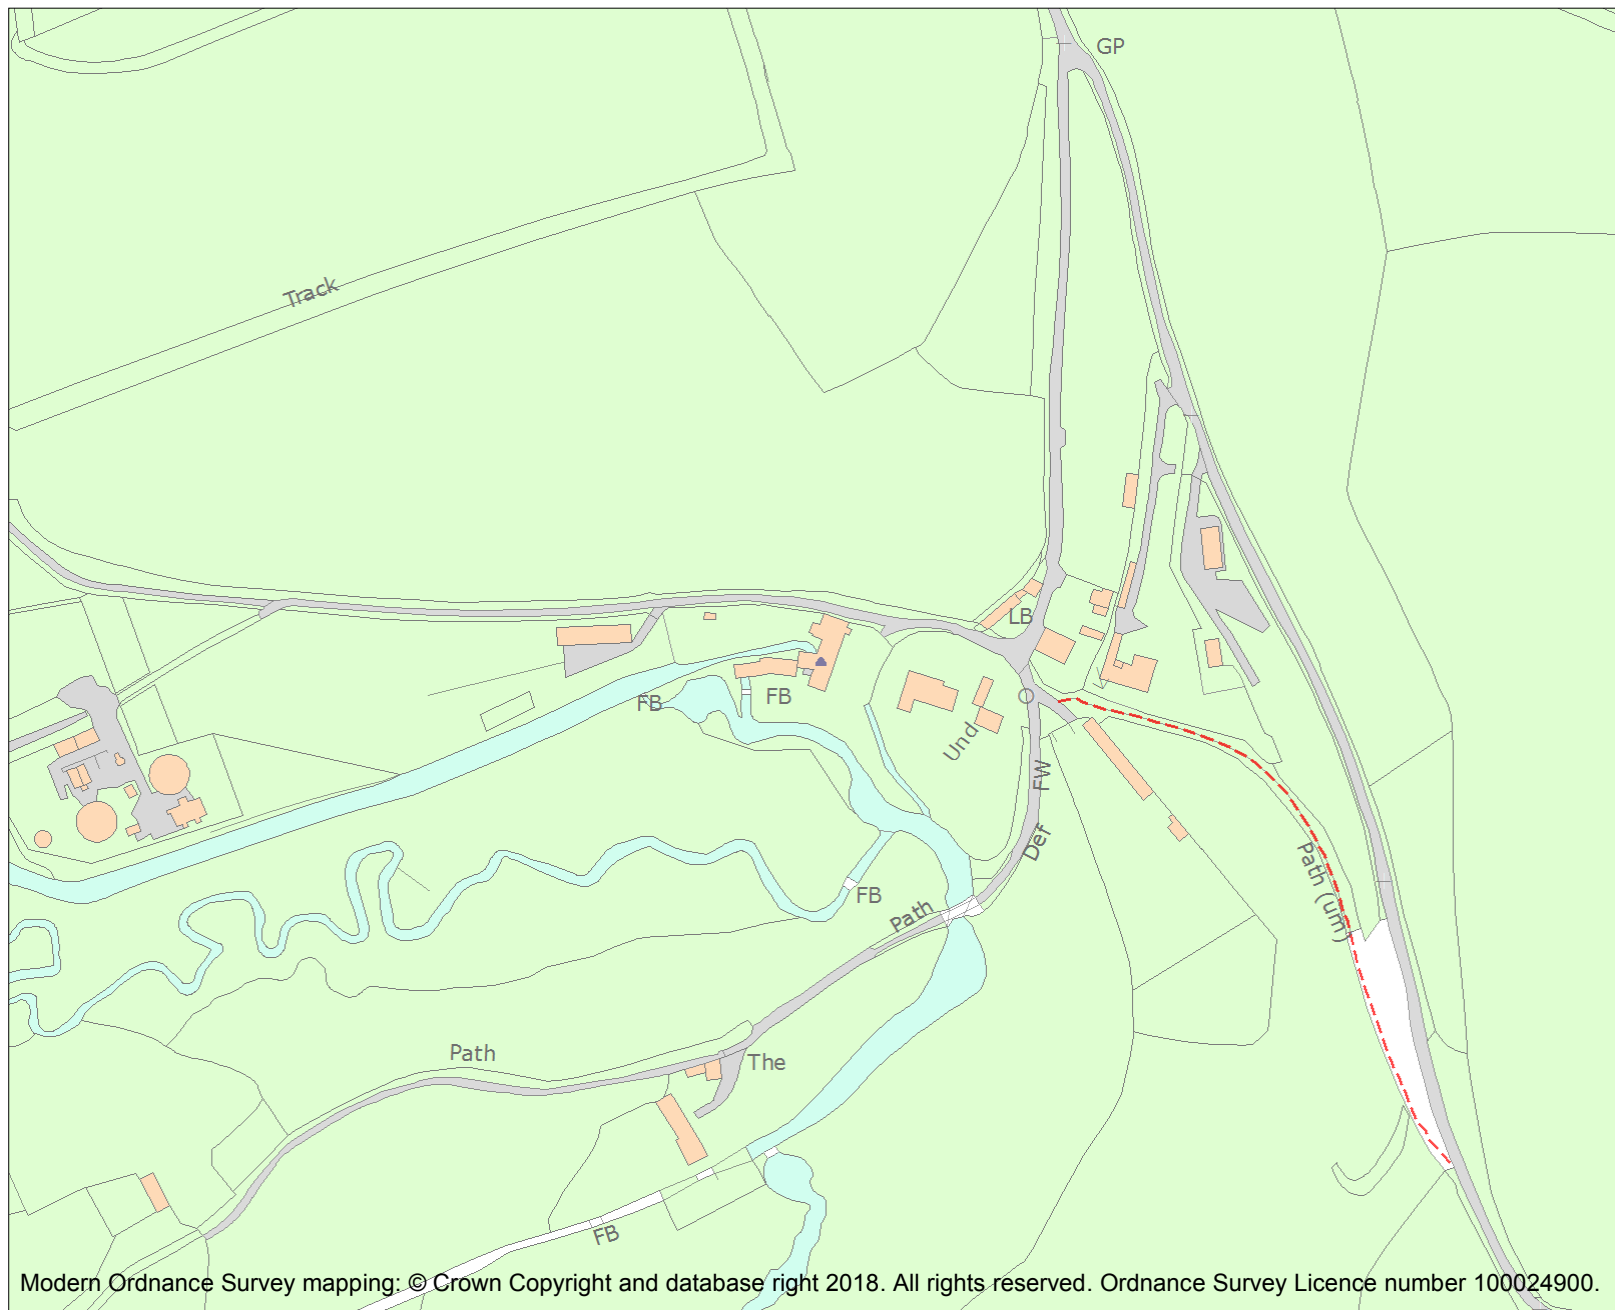 GP
Track
LB
FB
FB
Und
FW
Def
Path (um)
FB
Path
Path
The
FB
Modern Ordnance Survey mapping: © Crown Copyright and database right 2018. All rights reserved. Ordnance Survey Licence number 100024900.